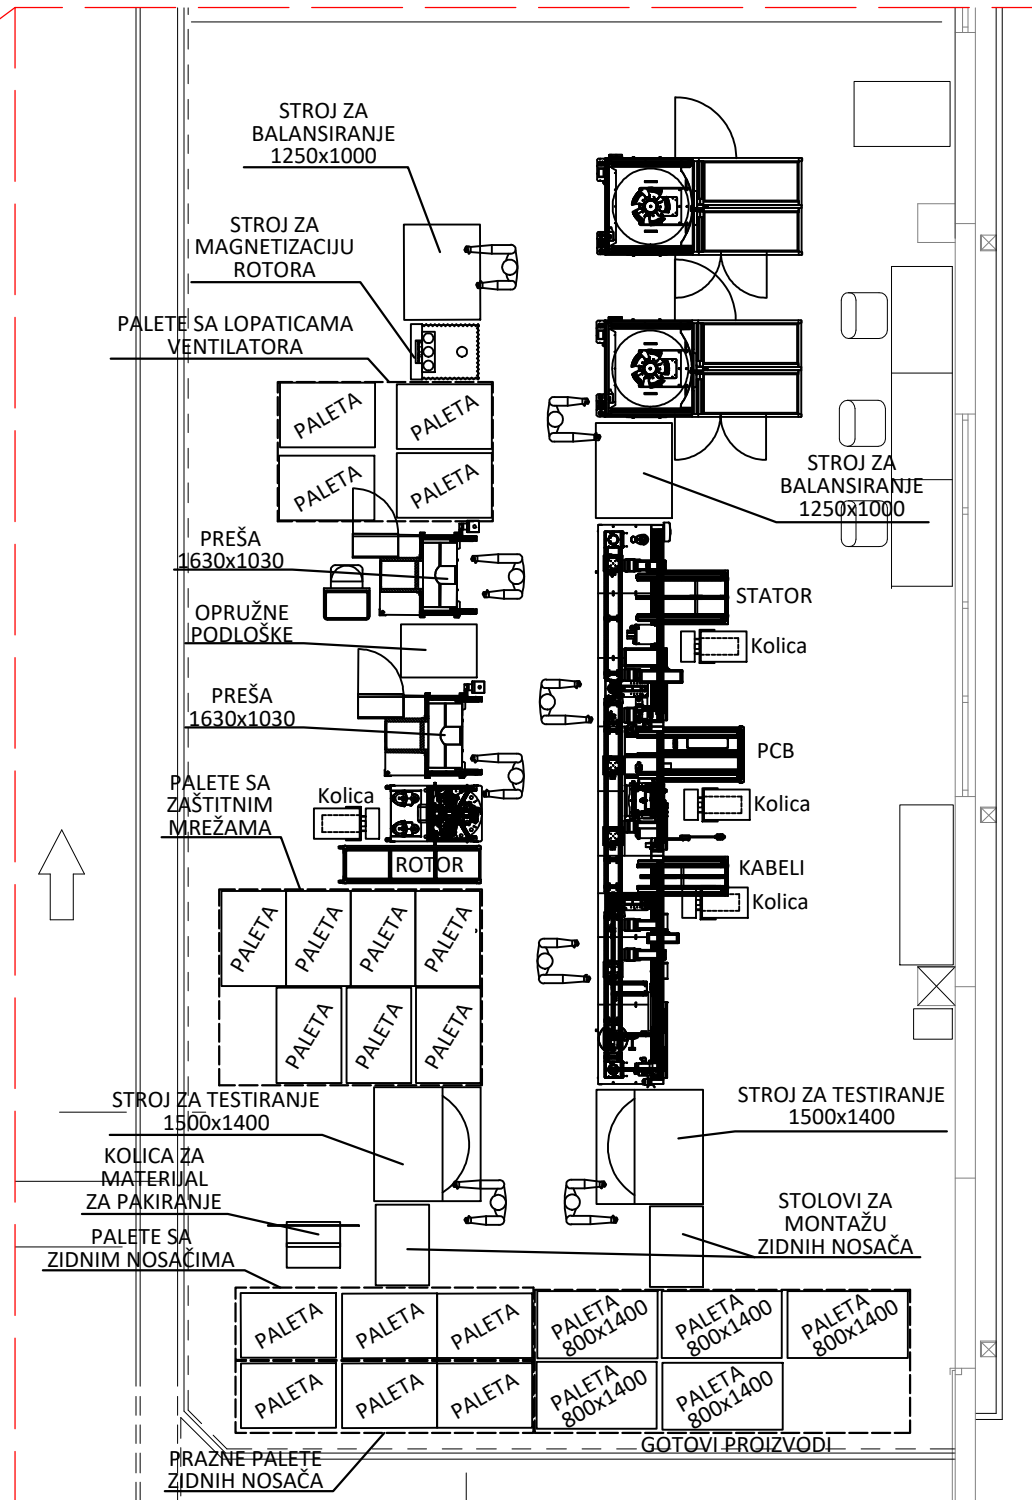 STROJ ZA
BALANSIRANJE
1250x1000
STROJ ZA
MAGNETIZACIJU
ROTORA
PALETE SA LOPATICAMA
VENTILATORA
PALETA
PALETA
PALETA
PALETA
STROJ ZA
BALANSIRANJE
1250x1000
PREŠA
1630x1030
STATOR
OPRUŽNE
PODLOŠKE
Kolica
PREŠA
1630x1030
PCB
PALETE SA
ZAŠTITNIM
MREŽAMA
Kolica
Kolica
ROTOR
KABELI
Kolica
PALETA
PALETA
PALETA
PALETA
PALETA
PALETA
PALETA
STROJ ZA TESTIRANJE
1500x1400
STROJ ZA TESTIRANJE
1500x1400
KOLICA ZA
MATERIJAL
ZA PAKIRANJE
STOLOVI ZA
MONTAŽU
ZIDNIH NOSAČA
PALETE SA
ZIDNIM NOSAČIMA
PALETA
PALETA
PALETA
PALETA
800x1400
PALETA
800x1400
PALETA
800x1400
PALETA
PALETA
PALETA
PALETA
800x1400
PALETA
800x1400
GOTOVI PROIZVODI
PRAZNE PALETE
ZIDNIH NOSAČA